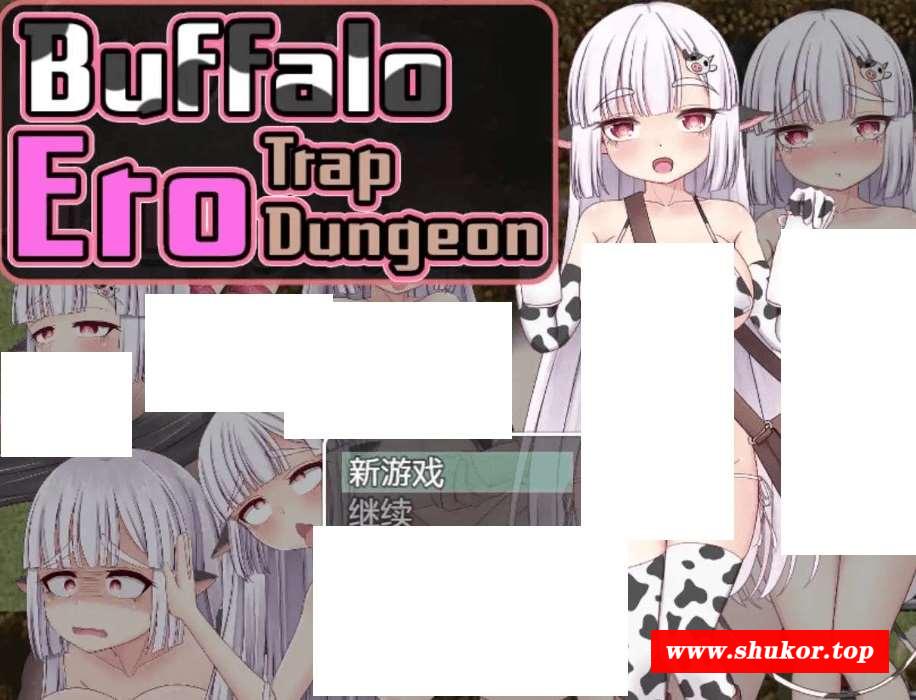 Buffalo
Ero Trap
Dungeon
新游戏
继续
www.shukor.top